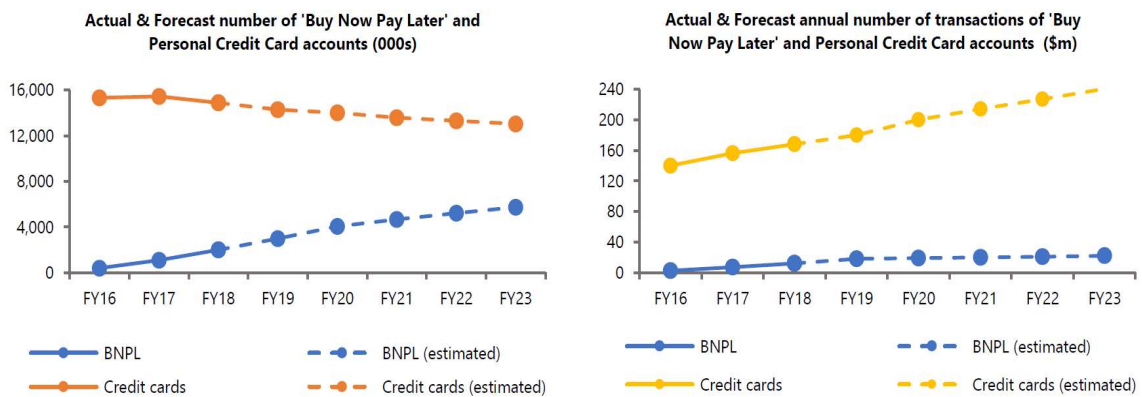 Actual & Forecast number of 'Buy Now Pay Later' and
Personal Credit Card accounts (000s)
16,000
12,000
8,000
4,000
0
FY16 FY17 FY18 FY19 FY20 FY21 FY22 FY23
BNPL
BNPL (estimated)
Credit cards
Credit cards (estimated)
Actual & Forecast annual number of transactions of 'Buy
Now Pay Later' and Personal Credit Card accounts ($m)
240
200
160
120
80
40
0
FY16 FY17 FY18 FY19 FY20 FY21 FY22 FY23
BNPL
BNPL (estimated)
Credit cards
Credit cards (estimated)